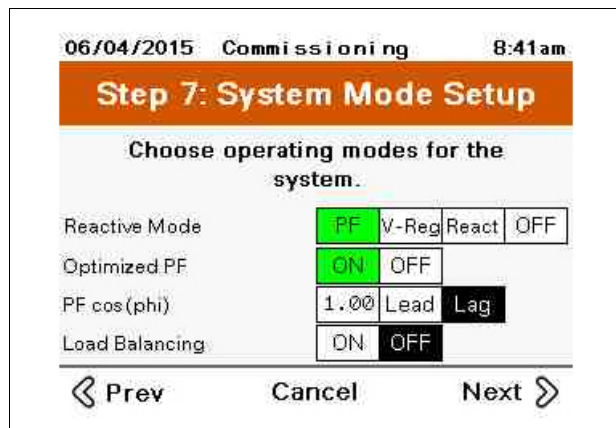 06/04/2015 Commissioning 8:41am
Step 7: System Mode Setup
Choose operating modes for the
system.
Reactive Mode PF V-Reg React OFF
Optimized PF ON OFF
PF cos(phi) 1.00 Lead Lag
Load Balancing ON OFF
Prev Cancel Next